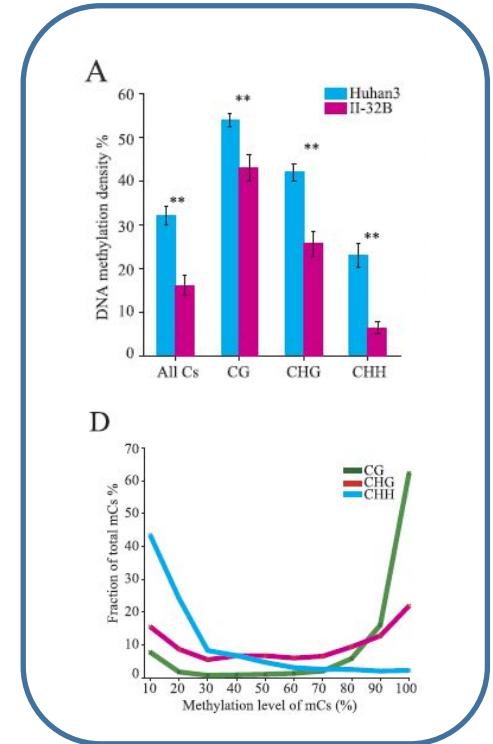 A
60
50
40
30
20
10
0
DNA methylation density %
Huhan3
II-32B
**
**
**
**
All Cs CG CHG CHH
D
70
60
50
40
30
20
10
0
Fraction of total mCs %
CG
CHG
CHH
10 20 30 40 50 60 70 80 90 100
Methylation level of mCs (%)